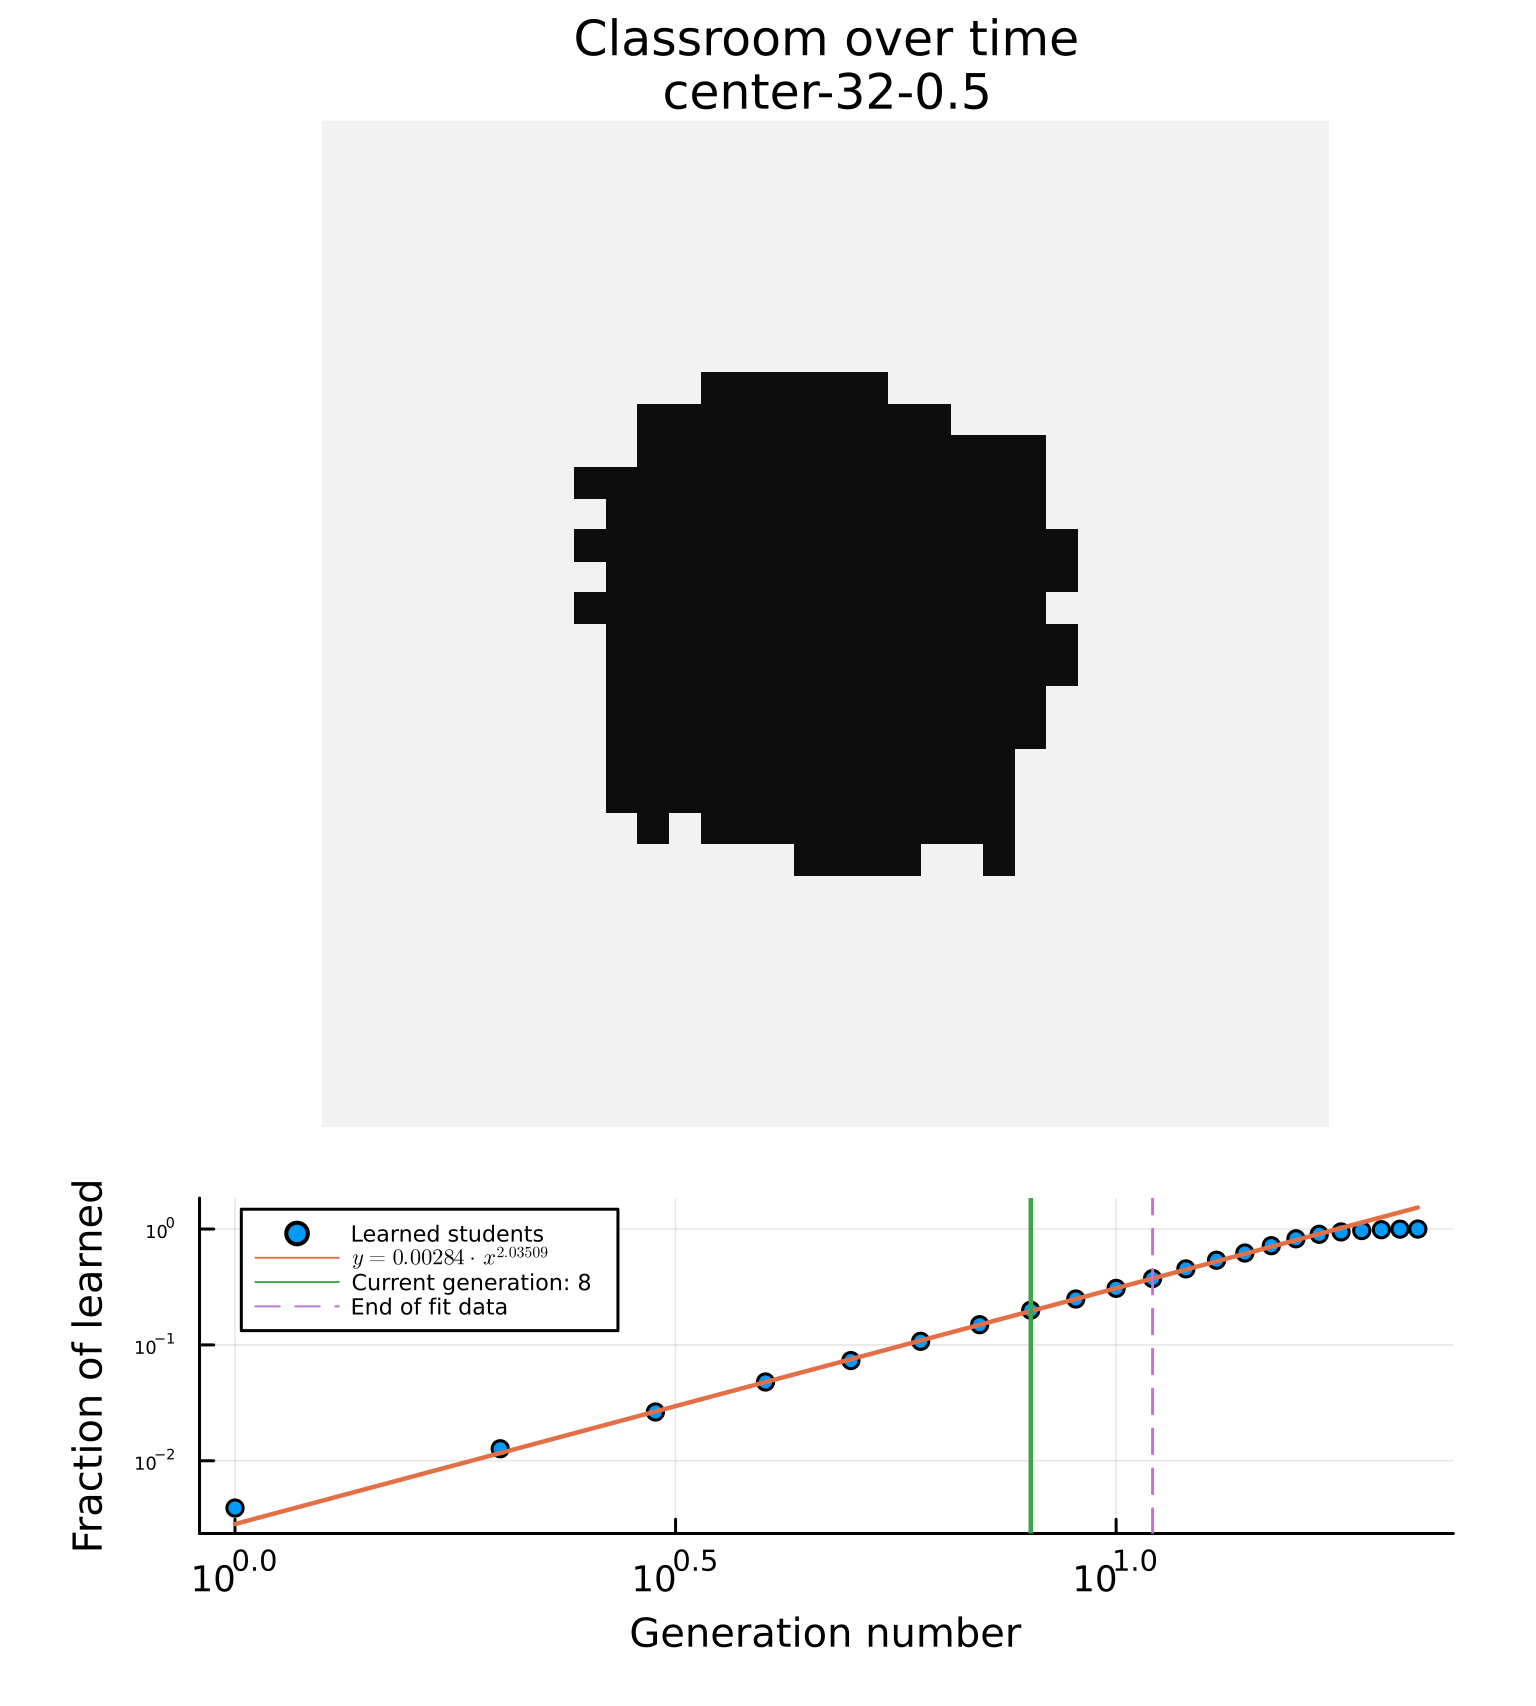 Classroom over time
center-32-0.5
Fraction of learned
10⁰
10⁻¹
10⁻²
Learned students
y = 0.00284 · x^2.03509
Current generation: 8
End of fit data
10^0.0
10^0.5
10^1.0
Generation number